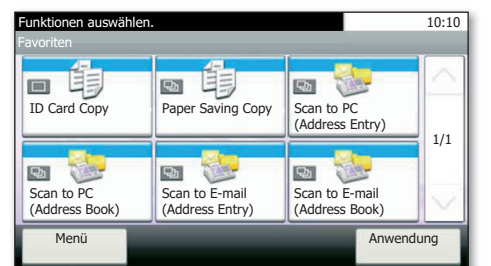 Funktionen auswählen.
10:10
Favoriten
ID Card Copy
Paper Saving Copy
Scan to PC
(Address Entry)
1/1
Scan to PC
(Address Book)
Scan to E-mail
(Address Entry)
Scan to E-mail
(Address Book)
Menü
Anwendung